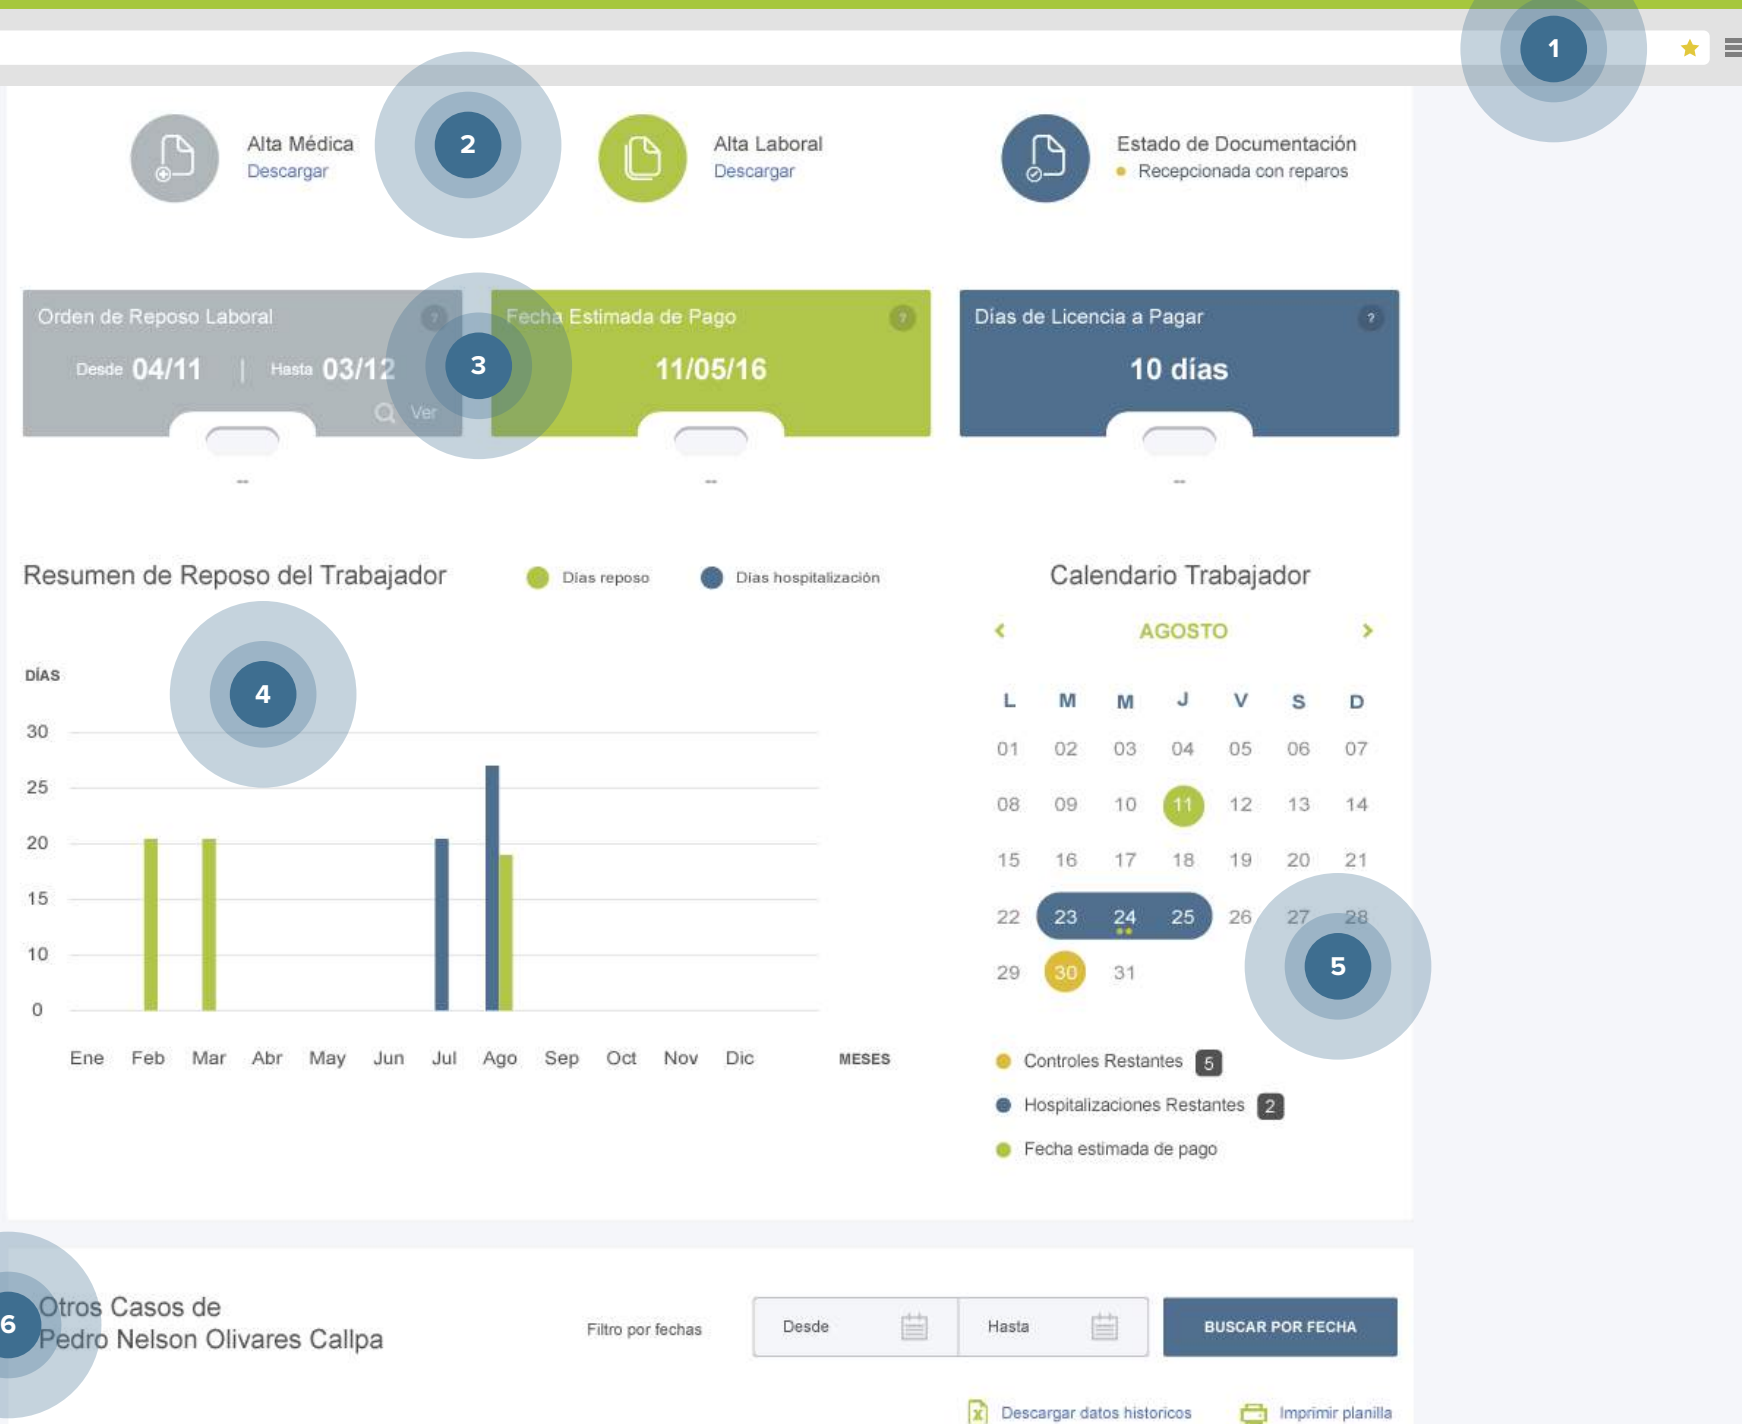 1
2
Alta Médica
Descargar
Alta Laboral
Descargar
Estado de Documentación
Recepcionada con reparos
Orden de Reposo Laboral ?
Desde 04/11 | Hasta 03/12
Ver
3
Fecha Estimada de Pago ?
11/05/16
Días de Licencia a Pagar ?
10 días
--
--
--
Resumen de Reposo del Trabajador
Días reposo
Días hospitalización
4
DÍAS
30
25
20
15
10
0
Ene Feb Mar Abr May Jun Jul Ago Sep Oct Nov Dic
MESES
Calendario Trabajador
AGOSTO
L M M J V S D
01 02 03 04 05 06 07
08 09 10 11 12 13 14
15 16 17 18 19 20 21
22 23 24 25 26 27 28
29 30 31
5
Controles Restantes 5
Hospitalizaciones Restantes 2
Fecha estimada de pago
6
Otros Casos de
Pedro Nelson Olivares Callpa
Filtro por fechas
Desde
Hasta
BUSCAR POR FECHA
X Descargar datos historicos
Imprimir planilla